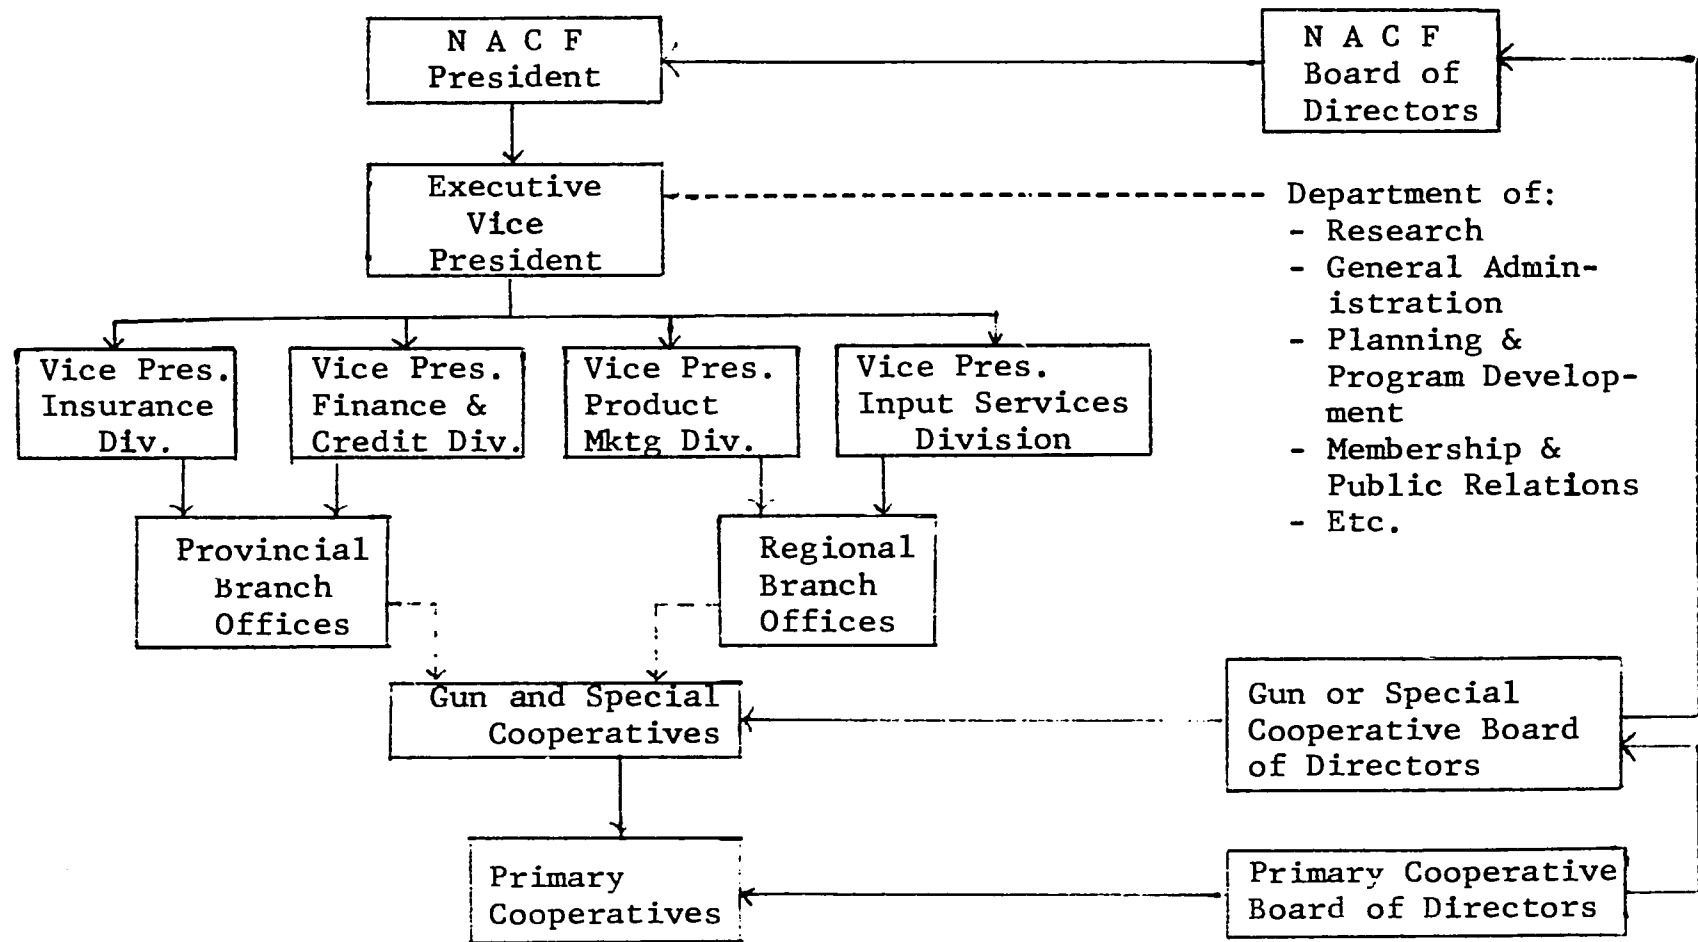 N A C F
President
N A C F
Board of
Directors
Executive
Vice
President
Department of:
- Research
- General Admin-
istration
- Planning &
Program Develop-
ment
- Membership &
Public Relations
- Etc.
Vice Pres.
Insurance
Div.
Vice Pres.
Finance &
Credit Div.
Vice Pres.
Product
Mktg Div.
Vice Pres.
Input Services
Division
Provincial
Branch
Offices
Regional
Branch
Offices
Gun and Special
Cooperatives
Gun or Special
Cooperative Board
of Directors
Primary
Cooperatives
Primary Cooperative
Board of Directors